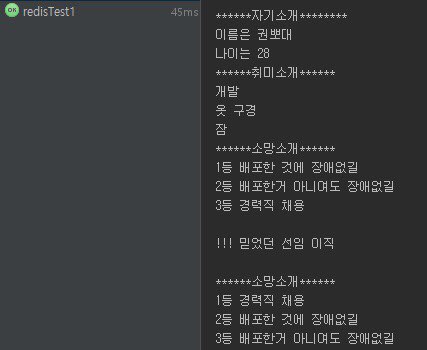 OK redisTest1 45ms
******자기소개********
이름은 권뽀대
나이는 28
******취미소개******
개발
옷 구경
잠
******소망소개******
1등 배포한 것에 장애없길
2등 배포한거 아니여도 장애없길
3등 경력직 채용
!!! 믿었던 선임 이직
******소망소개******
1등 경력직 채용
2등 배포한 것에 장애없길
3등 배포한거 아니여도 장애없길